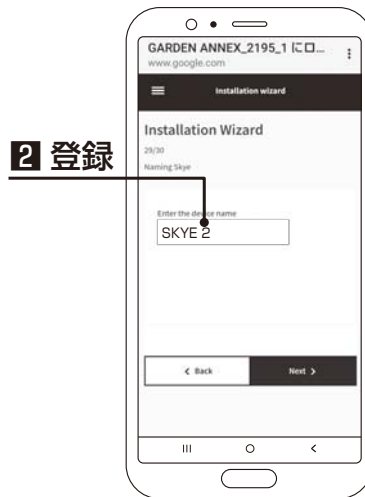 GARDEN ANNEX_2195_1 にロ...
www.google.com
Installation wizard
Installation Wizard
29/30
Naming Skye
2 登録
Enter the device name
SKYE 2
Back
Next